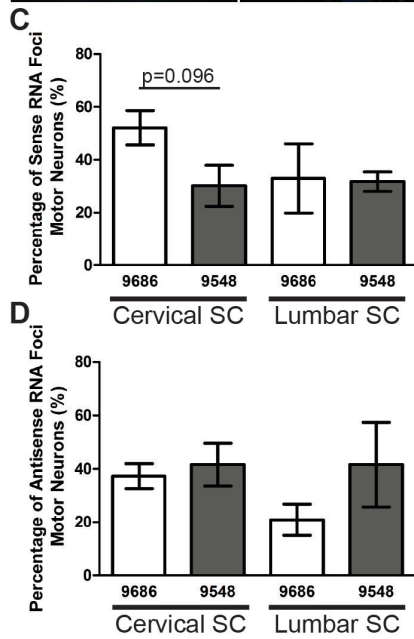 C
Percentage of Sense RNA Foci
Motor Neurons (%)
80
60
40
20
0
p=0.096
9686 9548 9686 9548
Cervical SC Lumbar SC
D
Percentage of Antisense RNA Foci
Motor Neurons (%)
80
60
40
20
0
9686 9548 9686 9548
Cervical SC Lumbar SC